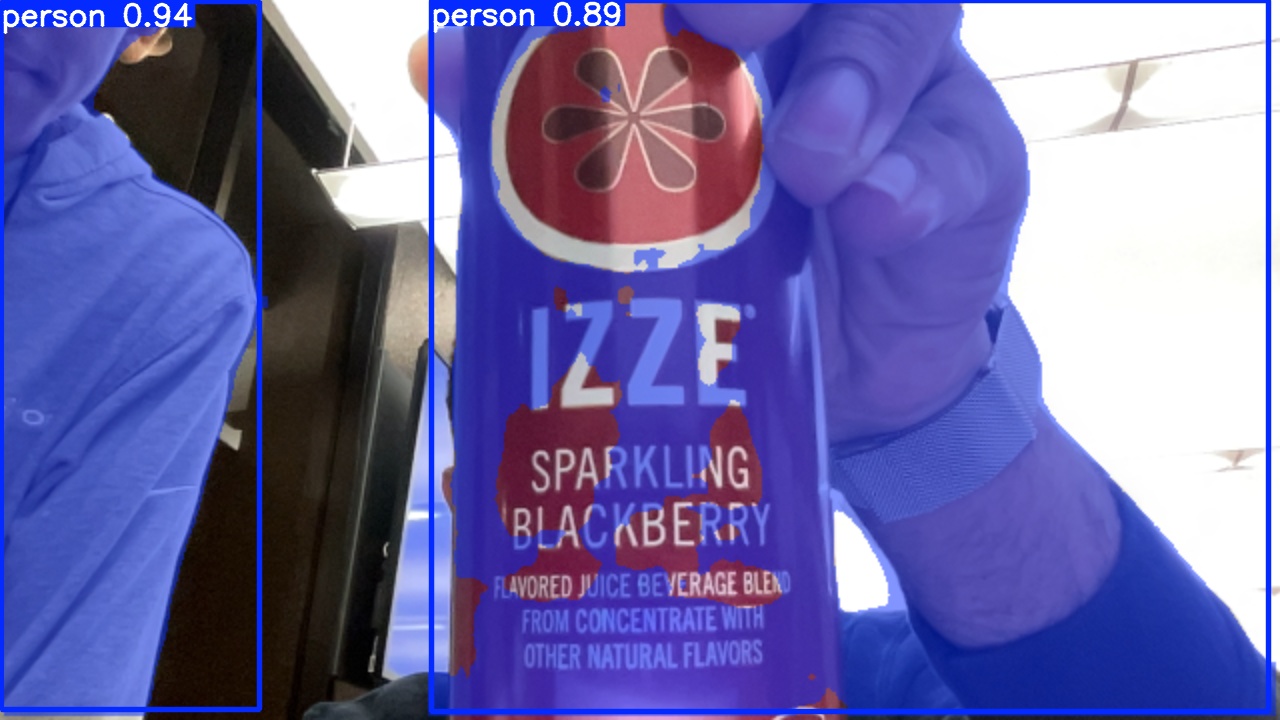 person 0.94
person 0.89
IZZE
SPARKLING
BLACKBERRY
FLAVORED JUICE BEVERAGE BLEND
FROM CONCENTRATE WITH
OTHER NATURAL FLAVORS